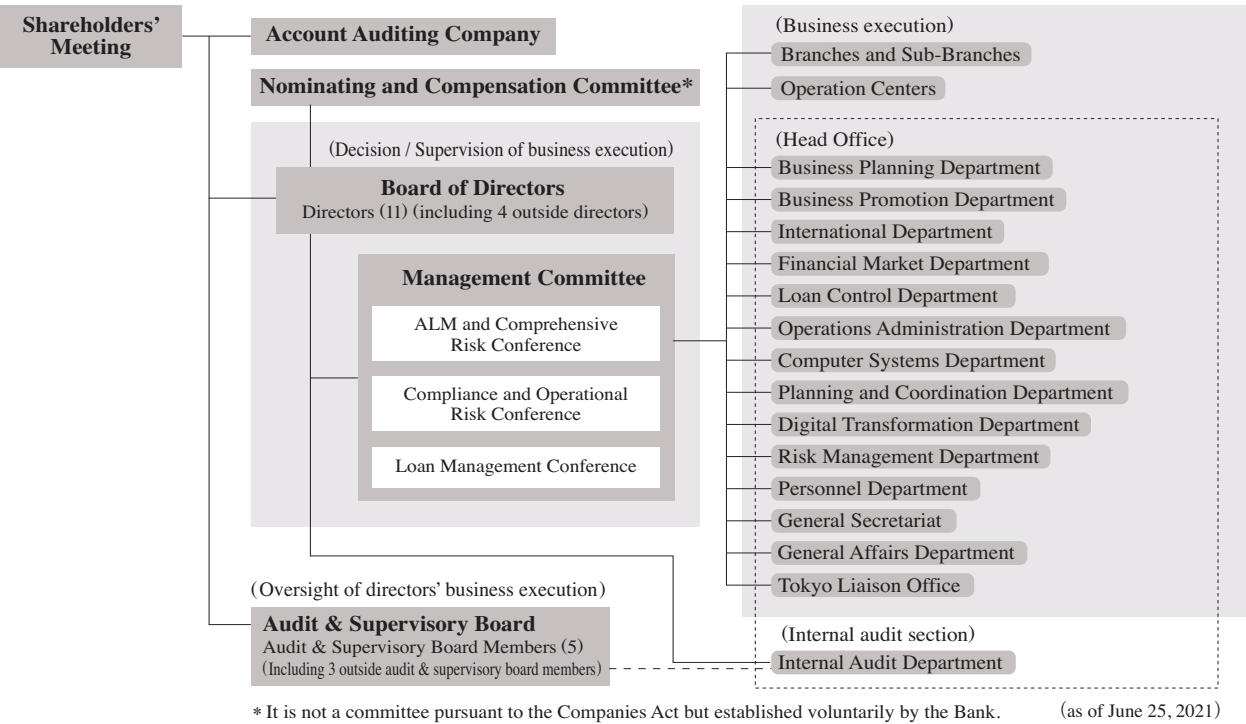 Shareholders'
Meeting
Account Auditing Company
Nominating and Compensation Committee*
(Decision / Supervision of business execution)
Board of Directors
Directors (11) (including 4 outside directors)
Management Committee
ALM and Comprehensive
Risk Conference
Compliance and Operational
Risk Conference
Loan Management Conference
(Oversight of directors' business execution)
Audit & Supervisory Board
Audit & Supervisory Board Members (5)
(Including 3 outside audit & supervisory board members)
(Business execution)
Branches and Sub-Branches
Operation Centers
(Head Office)
Business Planning Department
Business Promotion Department
International Department
Financial Market Department
Loan Control Department
Operations Administration Department
Computer Systems Department
Planning and Coordination Department
Digital Transformation Department
Risk Management Department
Personnel Department
General Secretariat
General Affairs Department
Tokyo Liaison Office
(Internal audit section)
Internal Audit Department
* It is not a committee pursuant to the Companies Act but established voluntarily by the Bank.
(as of June 25, 2021)